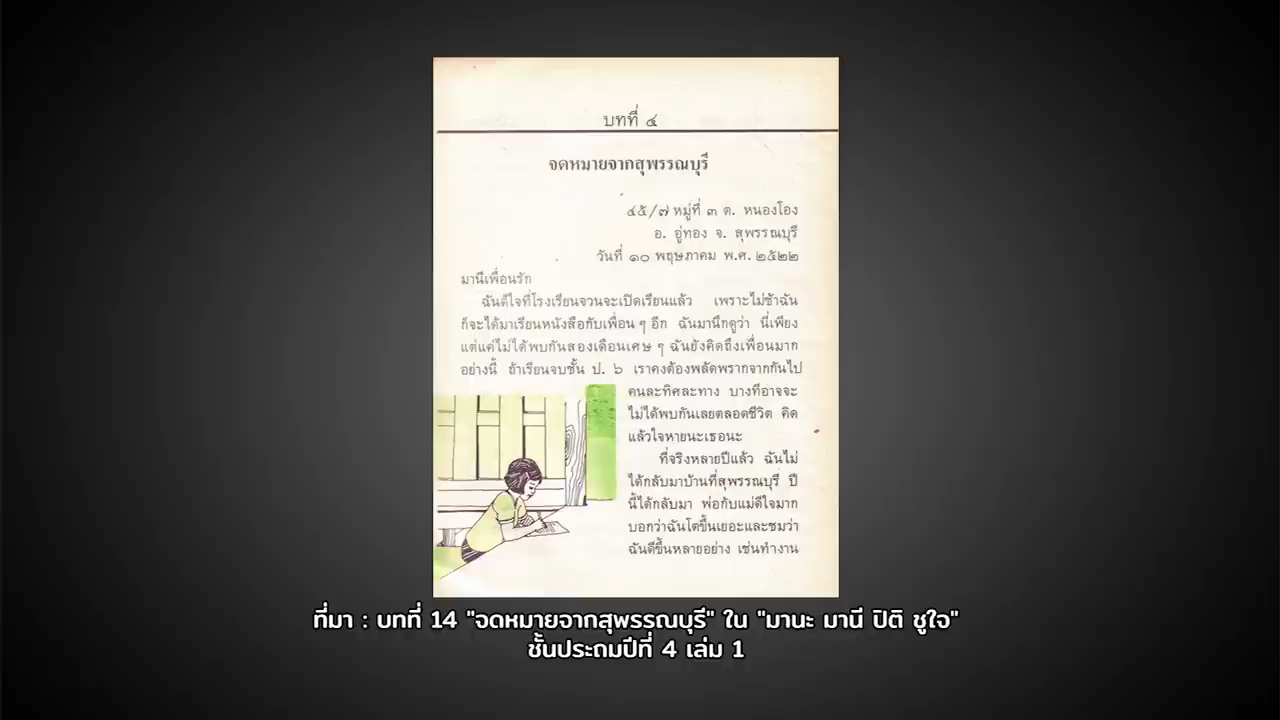 บทที่ ๔
จดหมายจากสุพรรณบุรี
๔๕/๗ หมู่ที่ ๓ ต. หนองโอง
อ. อู่ทอง จ. สุพรรณบุรี
วันที่ ๑๐ พฤษภาคม พ.ศ. ๒๕๒๒
มานีเพื่อนรัก
ฉันดีใจที่โรงเรียนจวนจะเปิดเรียนแล้ว เพราะไม่ช้าฉัน
ก็จะได้มาเรียนหนังสือกับเพื่อน ๆ อีก ฉันมานึกดูว่า นี่เพียง
แต่แค่ไม่ได้พบกันสองเดือนเศษ ๆ ฉันยังคิดถึงเพื่อนมาก
อย่างนี้ ถ้าเรียนจบชั้น ป. ๖ เราคงต้องพลัดพรากจากกันไป
คนละทิศละทาง บางทีอาจจะ
ไม่ได้พบกันเลยตลอดชีวิต คิด
แล้วใจหายนะเธอนะ
ที่จริงหลายปีแล้ว ฉันไม่
ได้กลับมาบ้านที่สุพรรณบุรี ปี
นี้ได้กลับมา พ่อกับแม่ดีใจมาก
บอกว่าฉันโตขึ้นเยอะและชมว่า
ฉันดีขึ้นหลายอย่าง เช่นทำงาน
ที่มา : บทที่ 14 "จดหมายจากสุพรรณบุรี" ใน "มานะ มานี ปิติ ชูใจ"
ชั้นประถมปีที่ 4 เล่ม 1